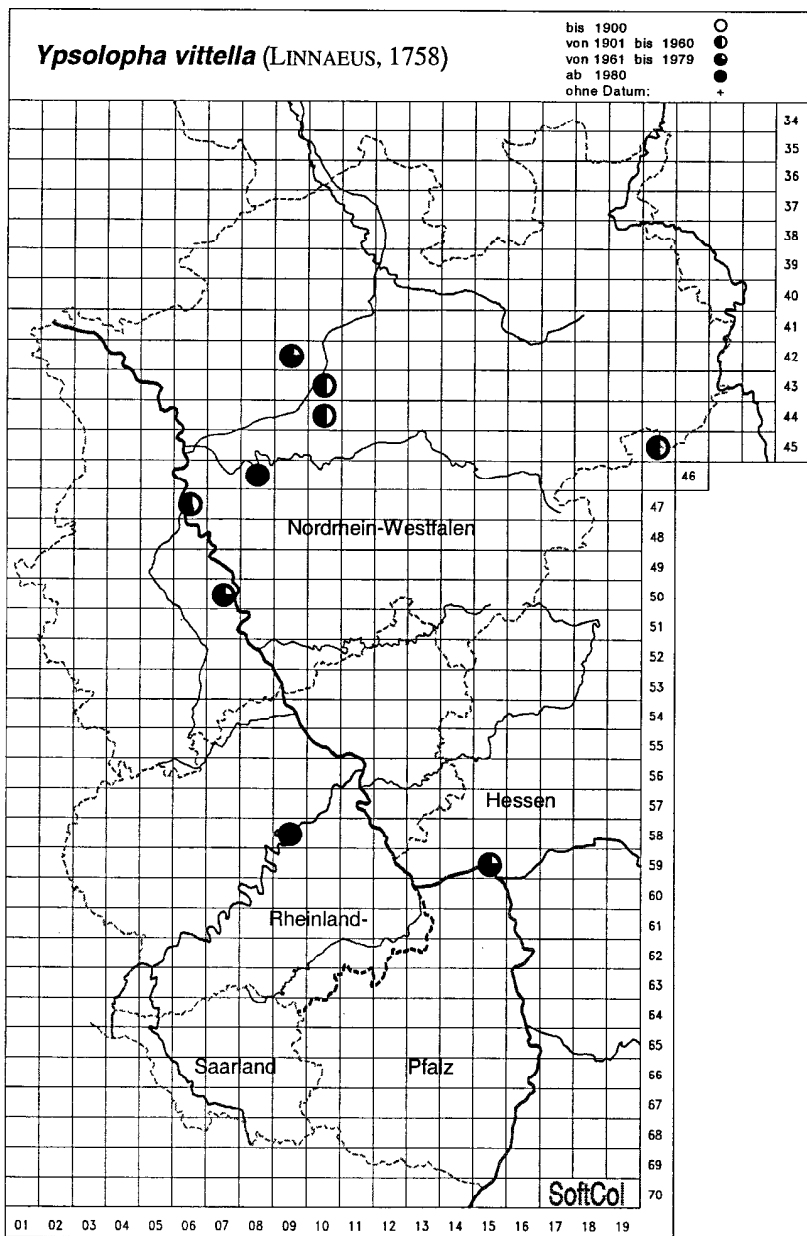 Ypsolopha vittella (LINNAEUS, 1758)
bis 1900
von 1901 bis 1960
von 1961 bis 1979
ab 1980
ohne Datum: +
34
35
36
37
38
39
40
41
42
43
44
45
46
47
48
49
50
51
52
53
54
55
56
57
58
59
60
61
62
63
64
65
66
67
68
69
70
Nordrhein-Westfalen
Hessen
Rheinland-
Saarland
Pfalz
SoftCol
01 02 03 04 05 06 07 08 09 10 11 12 13 14 15 16 17 18 19